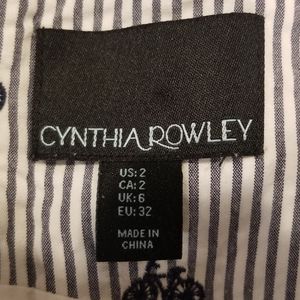 CYNTHIA ROWLEY
US: 2
CA: 2
UK: 6
EU: 32
MADE IN
CHINA